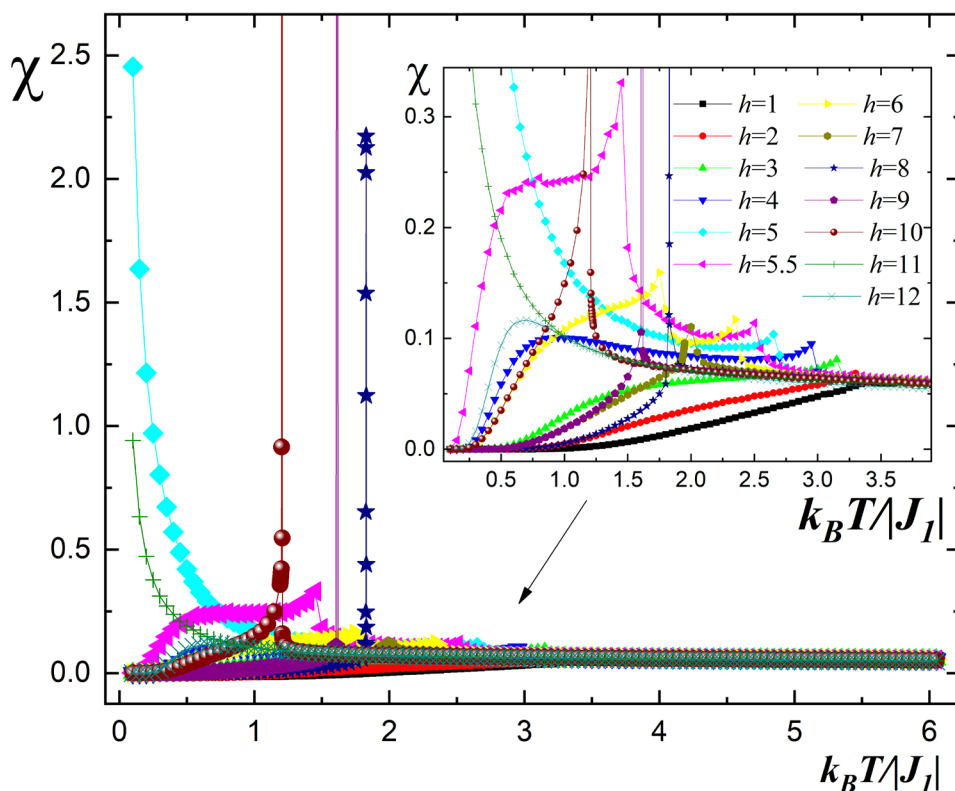 χ
2.5
2.0
1.5
1.0
0.5
0.0
0 1 2 3 4 5 6
k_BT/|J_1|
χ
0.3
0.2
0.1
0.0
0.5 1.0 1.5 2.0 2.5 3.0 3.5
k_BT/|J_1|
h=1 h=6
h=2 h=7
h=3 h=8
h=4 h=9
h=5 h=10
h=5.5 h=11
h=12